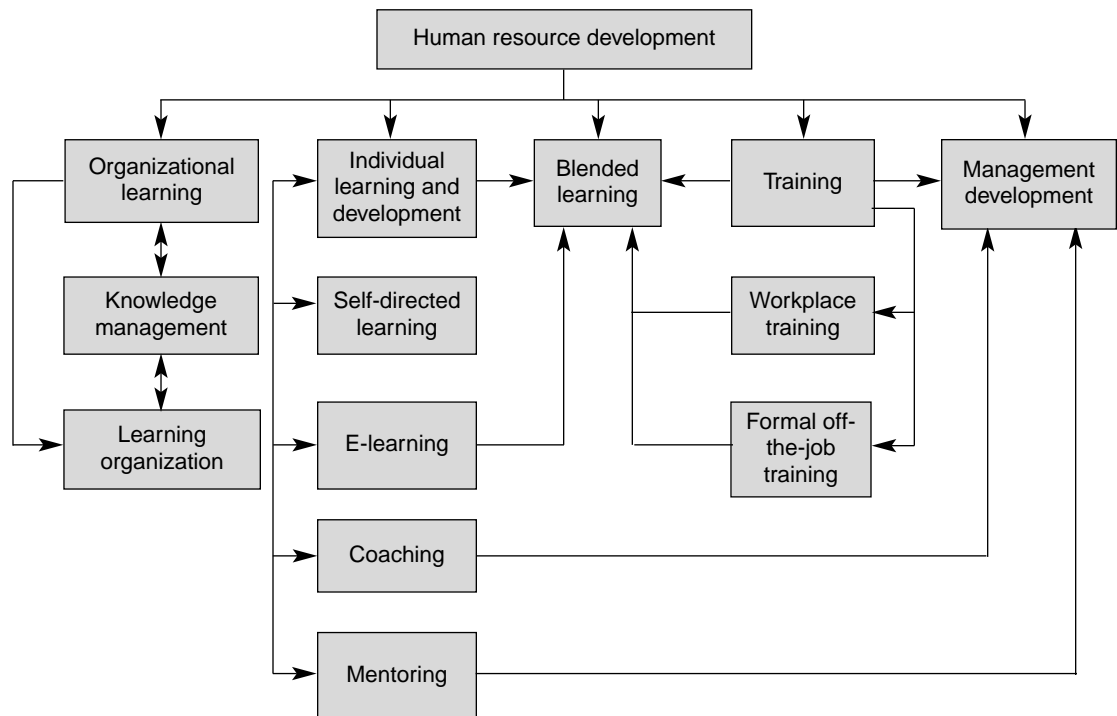 Human resource development
Organizational
learning
Individual
learning and
development
Blended
learning
Training
Management
development
Knowledge
management
Self-directed
learning
Workplace
training
Learning
organization
E-learning
Formal off-
the-job
training
Coaching
Mentoring